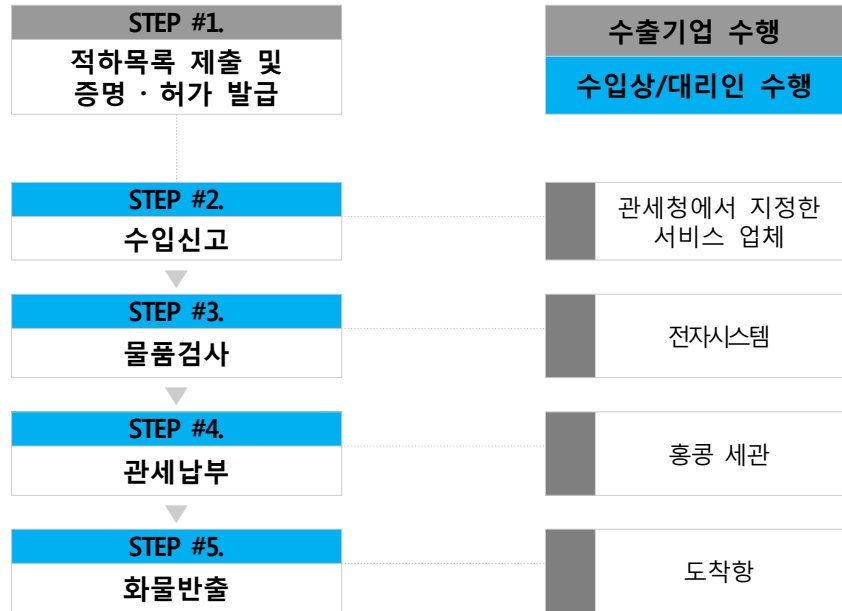 STEP #1.
적하목록 제출 및
증명 · 허가 발급
수출기업 수행
수입상/대리인 수행
STEP #2.
수입신고
관세청에서 지정한
서비스 업체
STEP #3.
물품검사
전자시스템
STEP #4.
관세납부
홍콩 세관
STEP #5.
화물반출
도착항